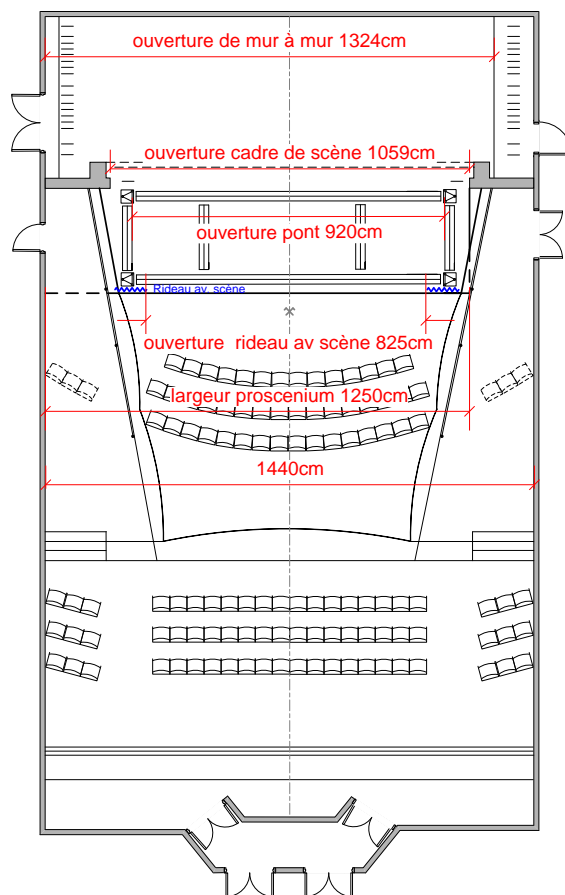 ouverture de mur à mur 1324cm
ouverture cadre de scène 1059cm
ouverture pont 920cm
Rideau av. scène
ouverture rideau av scène 825cm
largeur proscenium 1250cm
1440cm